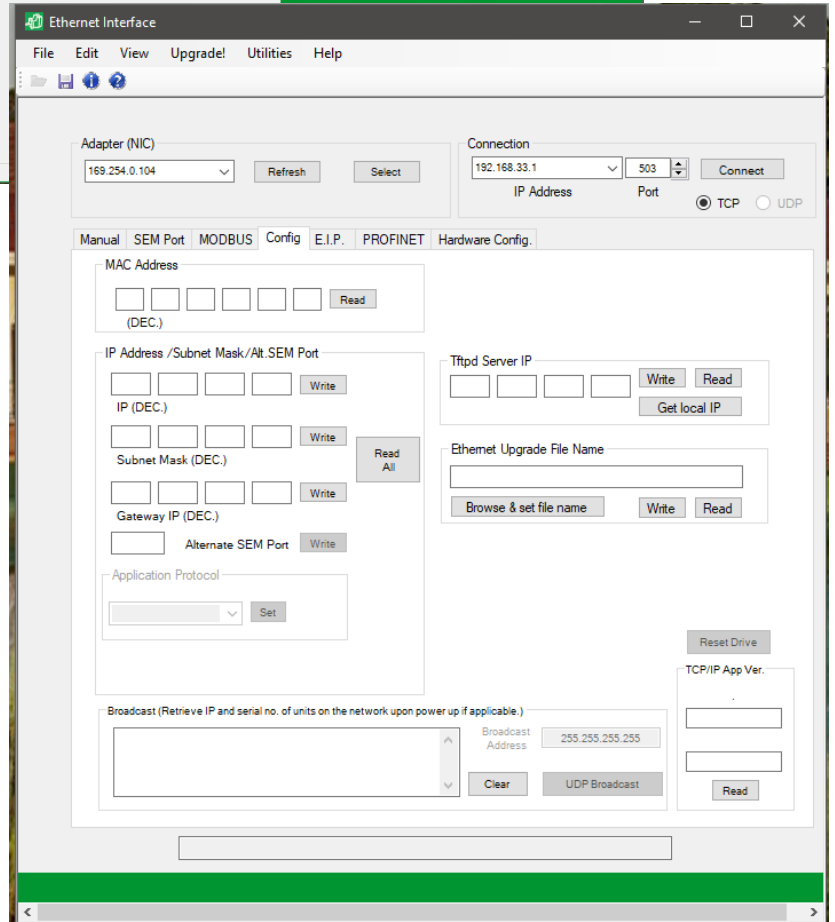 Ethernet Interface
File Edit View Upgrade! Utilities Help
Adapter (NIC)
169.254.0.104 Refresh Select
Connection
192.168.33.1 503 Connect
IP Address Port
TCP UDP
Manual SEM Port MODBUS Config E.I.P. PROFINET Hardware Config.
MAC Address
Read
(DEC.)
IP Address /Subnet Mask/Alt.SEM Port
Write
IP (DEC.)
Write
Subnet Mask (DEC.)
Read
All
Write
Gateway IP (DEC.)
Alternate SEM Port Write
Application Protocol
Set
Tftpd Server IP
Write Read
Get local IP
Ethernet Upgrade File Name
Browse & set file name Write Read
Reset Drive
TCP/IP App Ver.
.
Read
Broadcast (Retrieve IP and serial no. of units on the network upon power up if applicable.)
Broadcast
Address
255.255.255.255
Clear UDP Broadcast